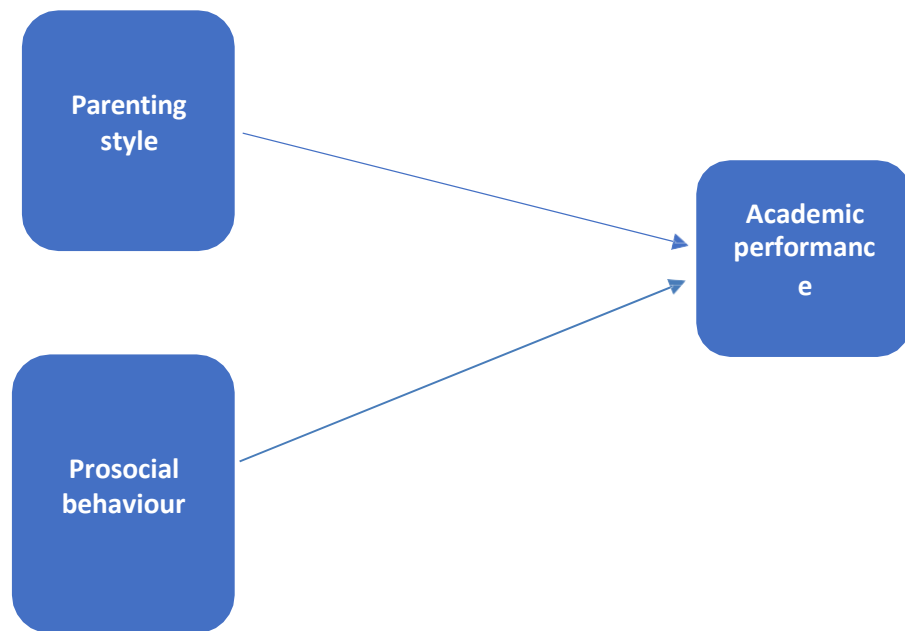 Parenting
style
Academic
performanc
e
Prosocial
behaviour